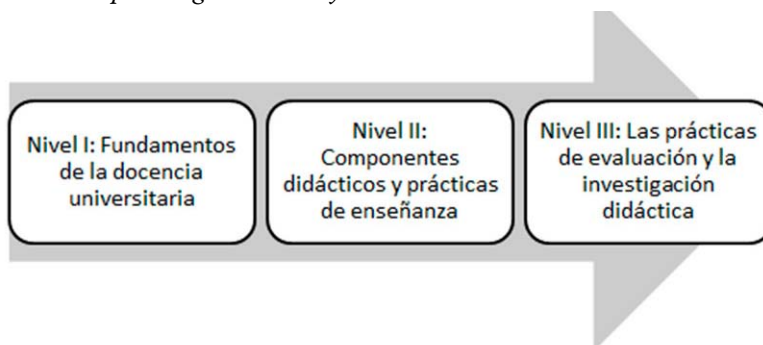 Nivel I: Fundamentos
de la docencia
universitaria
Nivel II:
Componentes
didácticos y prácticas
de enseñanza
Nivel III: Las prácticas
de evaluación y la
investigación
didáctica